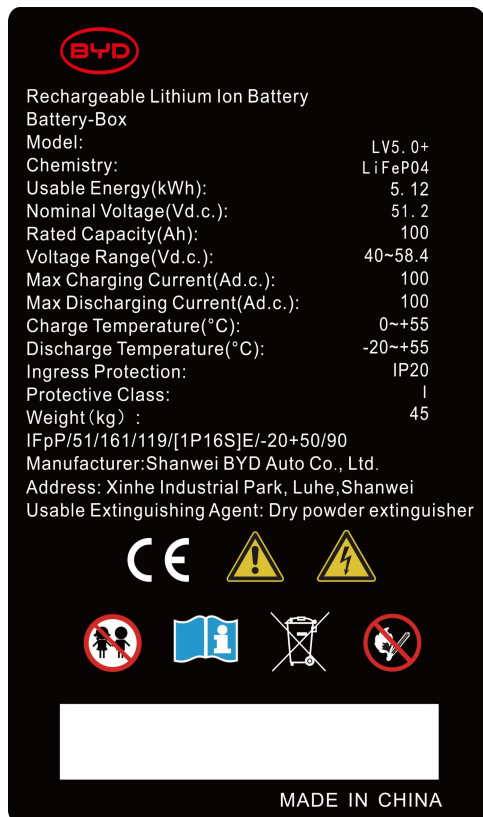 BYD
Rechargeable Lithium Ion Battery
Battery-Box
Model: LV5.0+
Chemistry: LiFePO4
Usable Energy(kWh): 5.12
Nominal Voltage(Vd.c.): 51.2
Rated Capacity(Ah): 100
Voltage Range(Vd.c.): 40~58.4
Max Charging Current(Ad.c.): 100
Max Discharging Current(Ad.c.): 100
Charge Temperature(°C): 0~+55
Discharge Temperature(°C): -20~+55
Ingress Protection: IP20
Protective Class: I
Weight(kg): 45
IFpP/51/161/119/[1P16S]E/-20+50/90
Manufacturer:Shanwei BYD Auto Co., Ltd.
Address: Xinhe Industrial Park, Luhe,Shanwei
Usable Extinguishing Agent: Dry powder extinguisher
CE
MADE IN CHINA